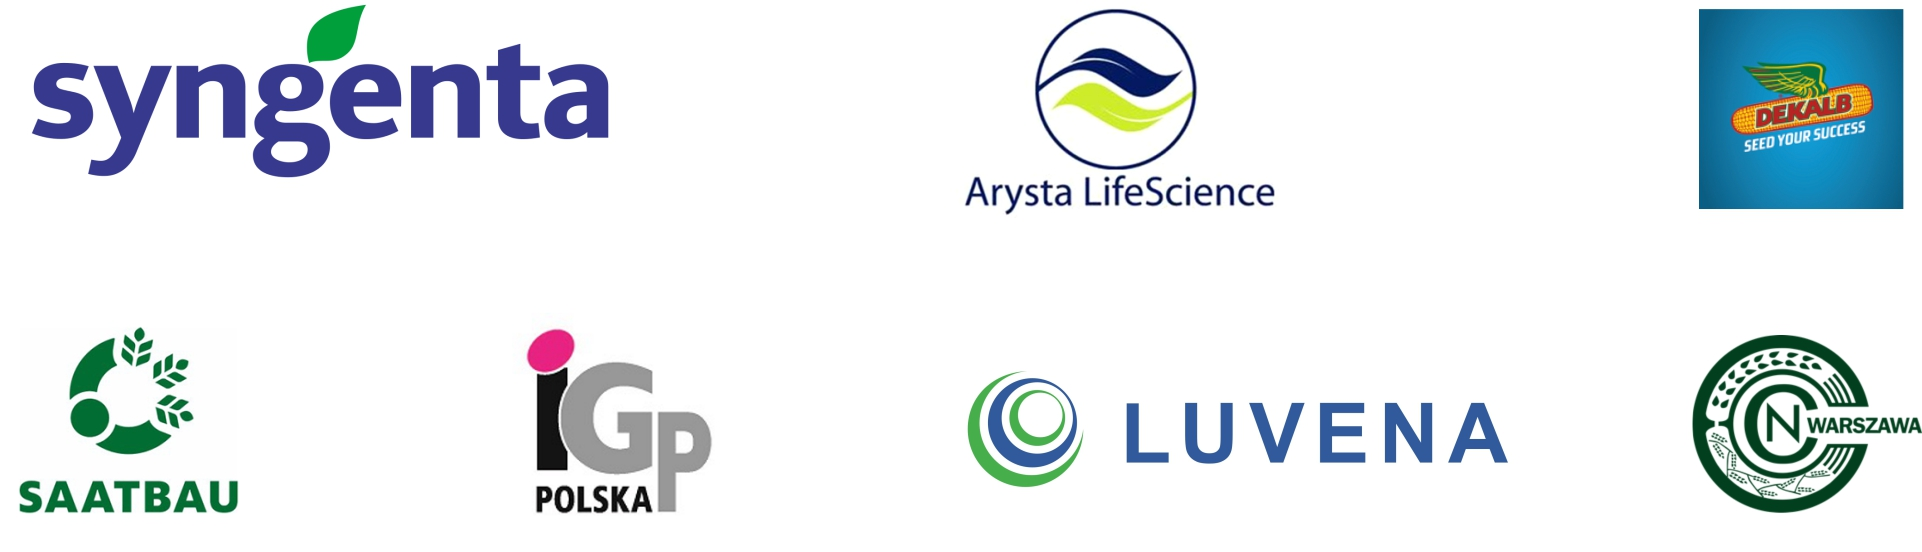 syngenta
Arysta LifeScience
DEKALB
SEED YOUR SUCCESS
SAATBAU
iGP
POLSKA
LUVENA
CN WARSZAWA